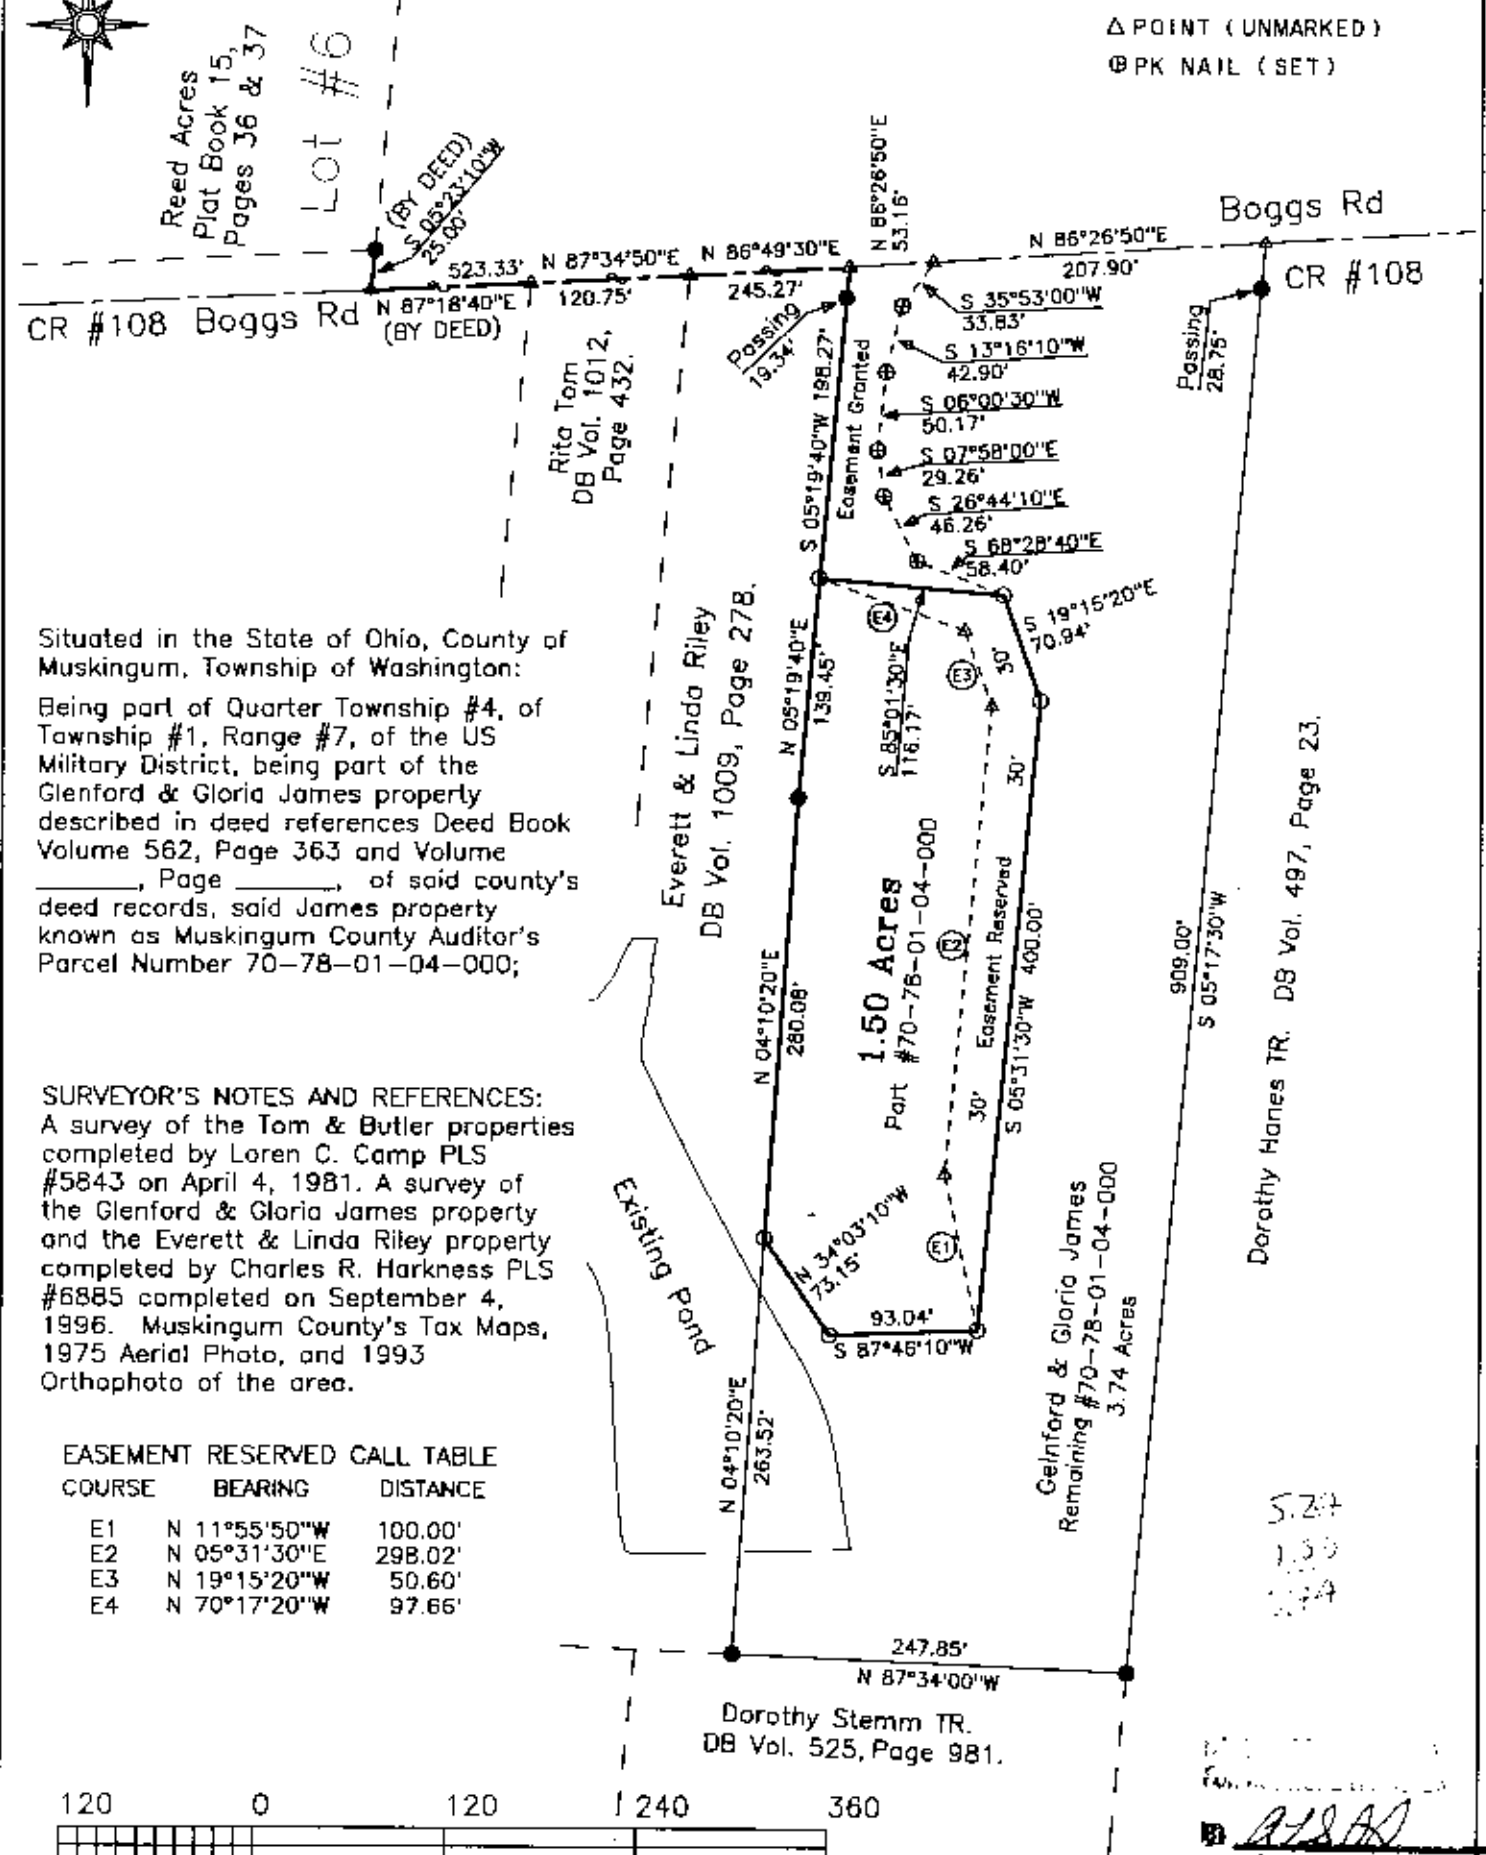 △ POINT (UNMARKED)
⊕ PK NAIL (SET)
Reed Acres
Plat Book 15,
Pages 36 & 37
Lot #6
(BY DEED)
S 05°23'10"W
25.00'
N 86°26'50"E
53.16'
Boggs Rd
N 86°26'50"E
207.90'
CR #108
523.33'
N 87°18'40"E
(BY DEED)
N 87°34'50"E
120.75'
N 86°49'30"E
245.27'
CR #108 Boggs Rd
Passing
19.34'
Passing
28.75'
S 35°53'00"W
33.83'
S 13°16'10"W
42.90'
S 06°00'30"W
50.17'
S 07°58'00"E
29.26'
S 26°44'10"E
46.26'
S 68°28'40"E
58.40'
Rita Tom
DB Vol. 1012,
Page 432.
S 05°19'40"W 198.27'
Easement Granted
S 19°15'20"E
70.94'
E4
E3
30'
S 85°01'30"E
116.17'
N 05°19'40"E
139.45'
Everett & Linda Riley
DB Vol. 1009, Page 278.
Situated in the State of Ohio, County of
Muskingum, Township of Washington:
Being part of Quarter Township #4, of
Township #1, Range #7, of the US
Military District, being part of the
Glenford & Gloria James property
described in deed references Deed Book
Volume 562, Page 363 and Volume
______, Page ______, of said county's
deed records, said James property
known as Muskingum County Auditor's
Parcel Number 70-78-01-04-000;
30'
1.50 Acres
Part #70-78-01-04-000
E2
Easement Reserved
S 05°31'30"W 400.00'
30'
909.00'
S 05°17'30"W
Dorothy Hanes TR. DB Vol. 497, Page 23.
N 04°10'20"E
280.08'
SURVEYOR'S NOTES AND REFERENCES:
A survey of the Tom & Butler properties
completed by Loren C. Camp PLS
#5843 on April 4, 1981. A survey of
the Glenford & Gloria James property
and the Everett & Linda Riley property
completed by Charles R. Harkness PLS
#6885 completed on September 4,
1996. Muskingum County's Tax Maps,
1975 Aerial Photo, and 1993
Orthophoto of the area.
Existing Pond
N 34°03'10"W
73.15'
E1
93.04'
S 87°46'10"W
Gelnford & Gloria James
Remaining #70-78-01-04-000
3.74 Acres
N 04°10'20"E
263.52'
EASEMENT RESERVED CALL TABLE
COURSE BEARING DISTANCE
E1 N 11°55'50"W 100.00'
E2 N 05°31'30"E 298.02'
E3 N 19°15'20"W 50.60'
E4 N 70°17'20"W 97.66'
5.24
1.50
247.85'
N 87°34'00"W
Dorothy Stemm TR.
DB Vol. 525, Page 981.
120 0 120 240 360